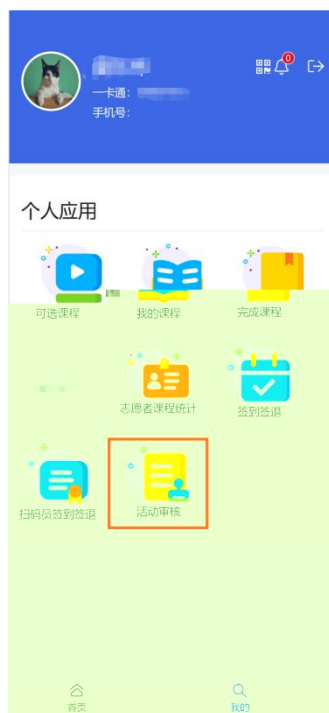 0
一卡通:
手机号:
个人应用
可选课程
我的课程
完成课程
志愿者课程统计
签到签退
扫码员签到签退
活动审核
首页
我的